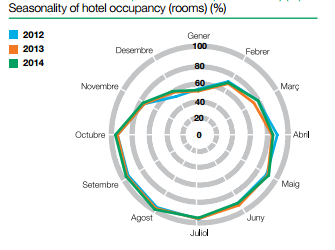 Seasonality of hotel occupancy (rooms) (%)
2012
2013
2014
Gener
Febrer
Març
Abril
Maig
Juny
Juliol
Agost
Setembre
Octubre
Novembre
Desembre
100
80
60
40
20
0